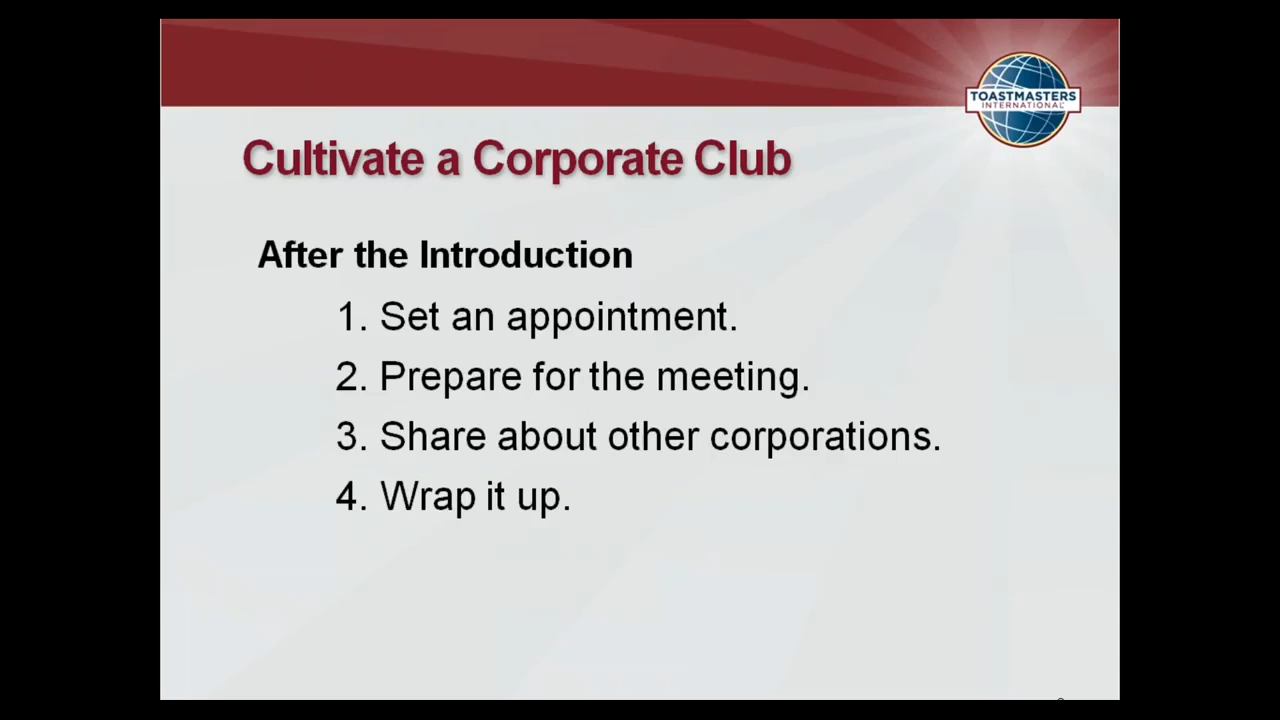 TOASTMASTERS
INTERNATIONAL
Cultivate a Corporate Club
After the Introduction
1. Set an appointment.
2. Prepare for the meeting.
3. Share about other corporations.
4. Wrap it up.